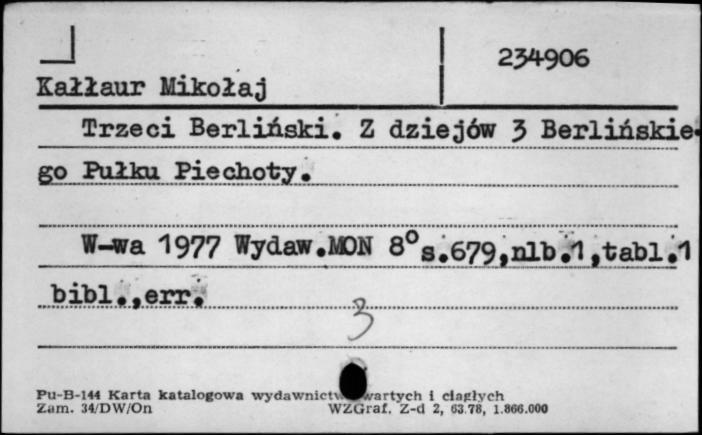 234906
Kałłaur Mikołaj
Trzeci Berliński. Z dziejów 3 Berlińskie-
go Pułku Piechoty.
W-wa 1977 Wydaw.MON 8° s.679,nlb.1,tabl.1
bibl.,err.
3
Pu-B-144 Karta katalogowa wydawnictw zwartych i ciągłych
Zam. 34/DW/On WZGraf. Z-d 2, 63.78, 1.866.000